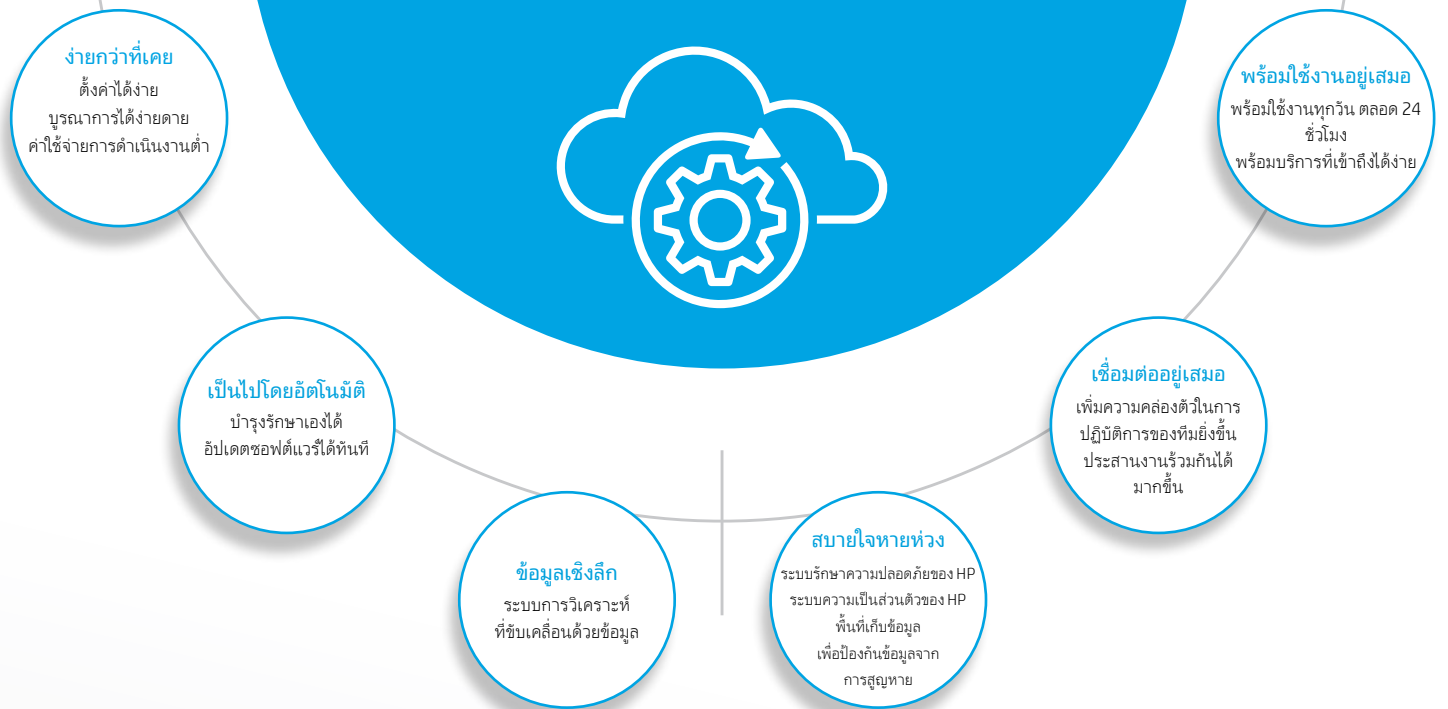 ง่ายกว่าที่เคย
ตั้งค่าได้ง่าย
บูรณาการได้ง่ายดาย
ค่าใช้จ่ายการดำเนินงานต่ำ
เป็นไปโดยอัตโนมัติ
บำรุงรักษาเองได้
อัปเดตซอฟต์แวร์ได้ทันที
ข้อมูลเชิงลึก
ระบบการวิเคราะห์
ที่ขับเคลื่อนด้วยข้อมูล
สบายใจหายห่วง
ระบบรักษาความปลอดภัยของ HP
ระบบความเป็นส่วนตัวของ HP
พื้นที่เก็บข้อมูล
เพื่อป้องกันข้อมูลจาก
การสูญหาย
เชื่อมต่ออยู่เสมอ
เพิ่มความคล่องตัวในการ
ปฏิบัติการของทีมยิ่งขึ้น
ประสานงานร่วมกันได้
มากขึ้น
พร้อมใช้งานอยู่เสมอ
พร้อมใช้งานทุกวัน ตลอด 24
ชั่วโมง
พร้อมบริการที่เข้าถึงได้ง่าย